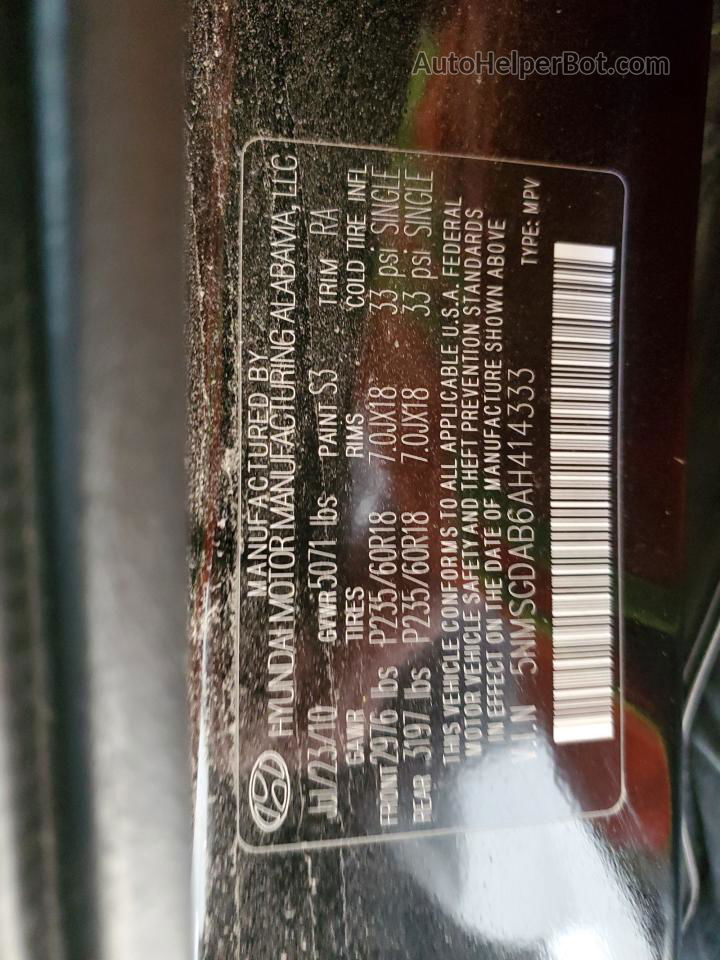 AutoHelperBot.com
MANUFACTURED BY
HYUNDAI MOTOR MANUFACTURING ALABAMA, LLC
JUL/23/10 GVWR 5071 lbs PAINT S3 TRIM RA
GAWR TIRES RIMS COLD TIRE INFL
FRONT 2976 lbs P235/60R18 7.0JX18 33 psi SINGLE
REAR 3197 lbs P235/60R18 7.0JX18 33 psi SINGLE
THIS VEHICLE CONFORMS TO ALL APPLICABLE U.S.A. FEDERAL
MOTOR VEHICLE SAFETY AND THEFT PREVENTION STANDARDS
IN EFFECT ON THE DATE OF MANUFACTURE SHOWN ABOVE
V.I.N 5NMSGDAB6AH414333 TYPE: MPV